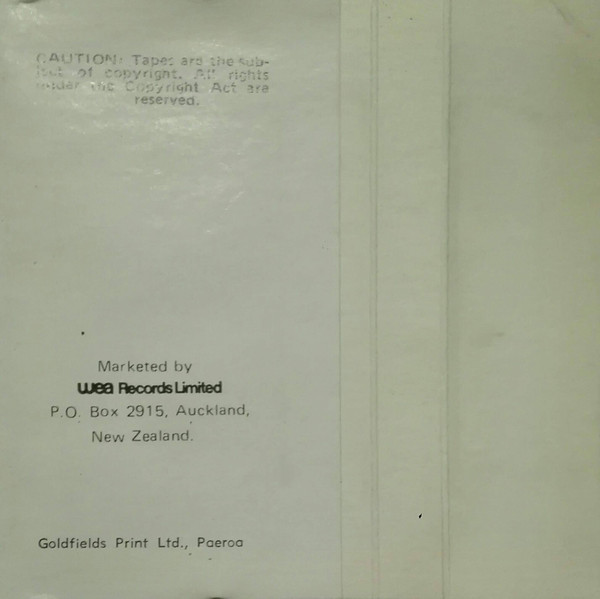 CAUTION: Tapes are the sub-
ject of copyright. All rights
under the Copyright Act are
reserved.
Marketed by
wea Records Limited
P.O. Box 2915, Auckland,
New Zealand.
Goldfields Print Ltd., Paeroa